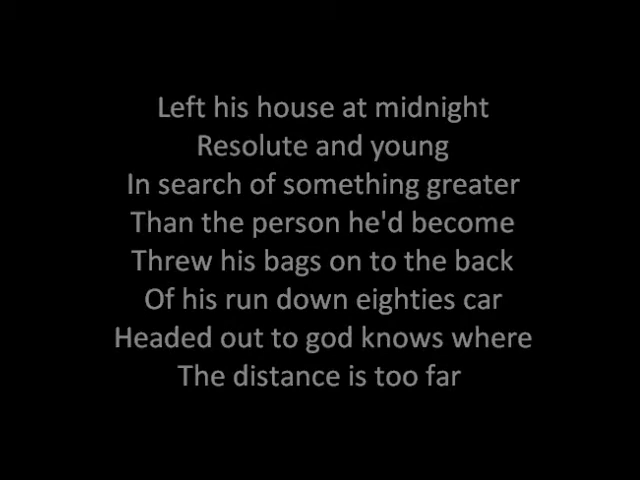 Left his house at midnight
Resolute and young
In search of something greater
Than the person he'd become
Threw his bags on to the back
Of his run down eighties car
Headed out to god knows where
The distance is too far